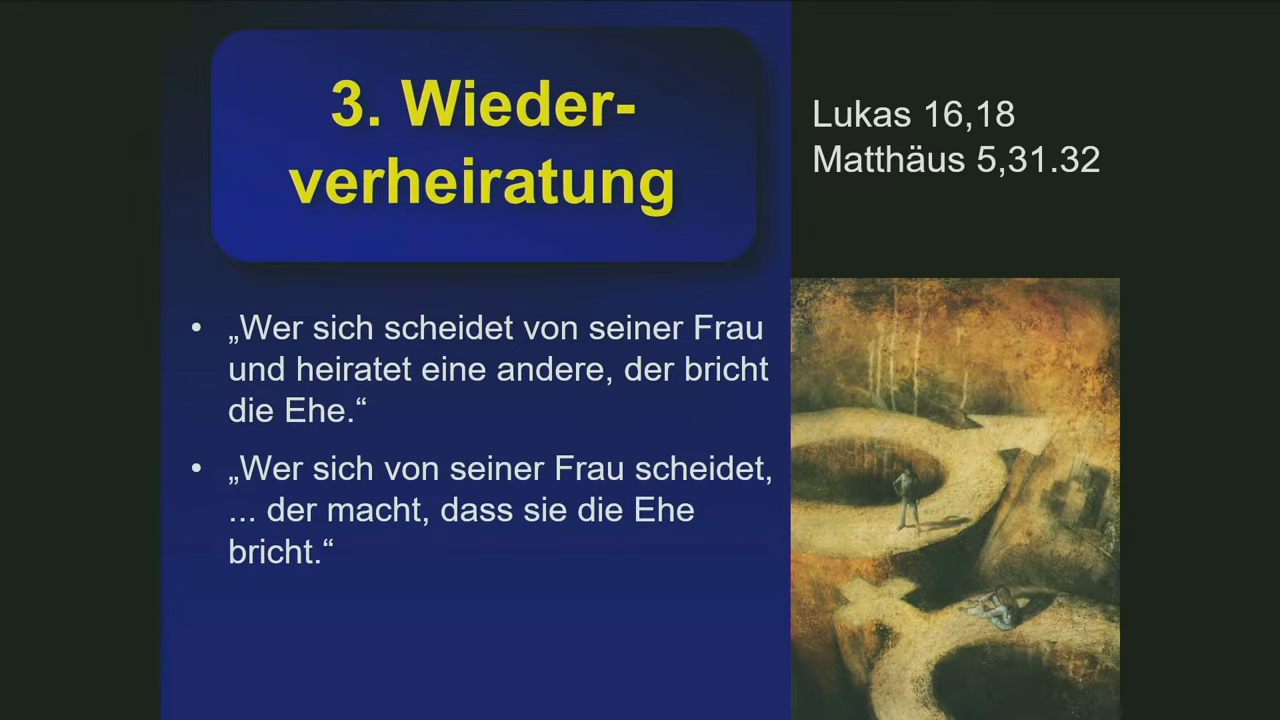 3. Wieder-
verheiratung
Lukas 16,18
Matthäus 5,31.32
• „Wer sich scheidet von seiner Frau
und heiratet eine andere, der bricht
die Ehe.“
• „Wer sich von seiner Frau scheidet,
... der macht, dass sie die Ehe
bricht.“